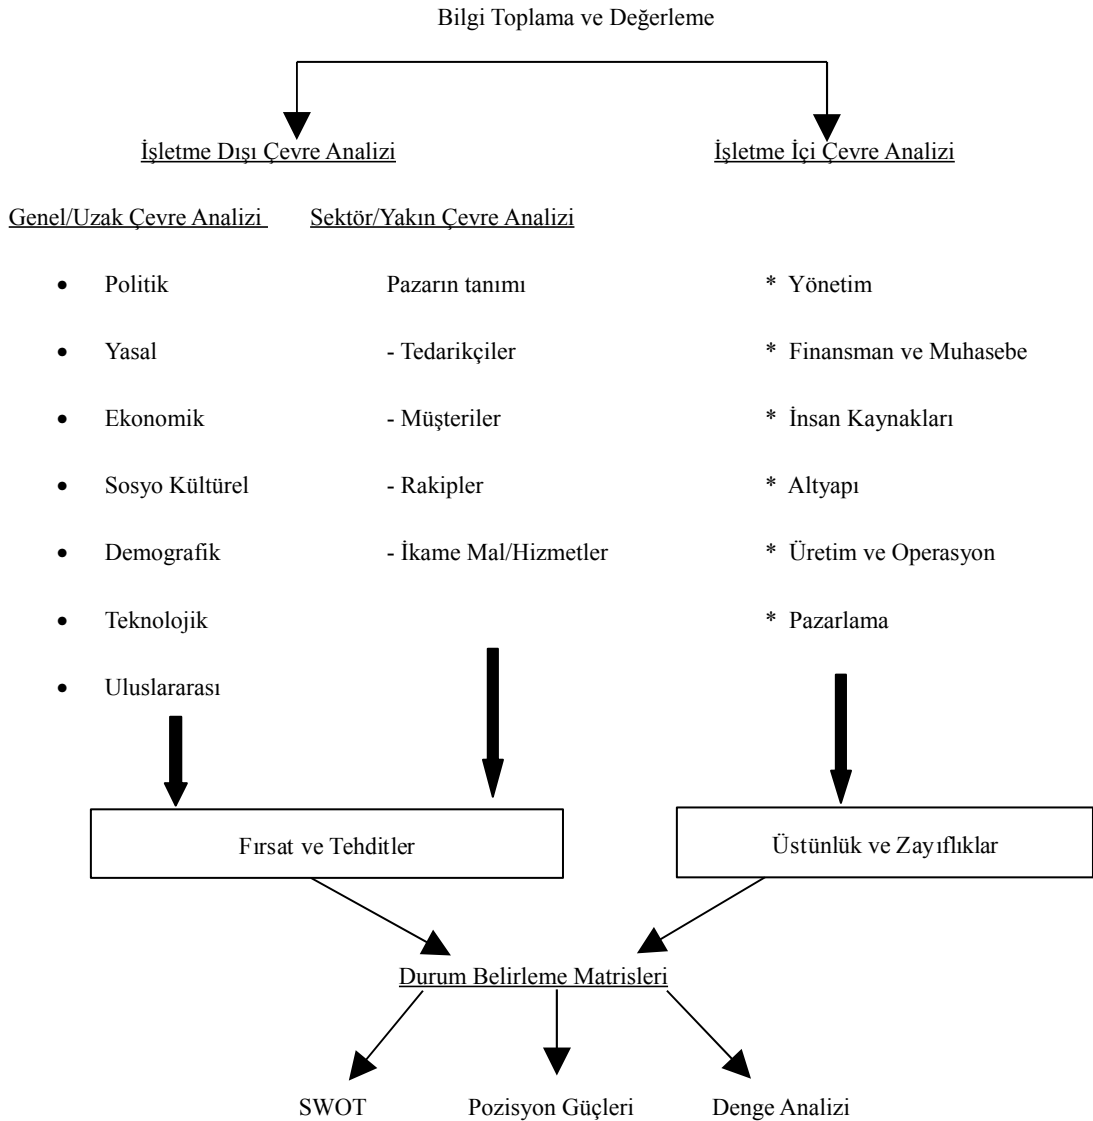 Bilgi Toplama ve Değerleme
İşletme Dışı Çevre Analizi
İşletme İçi Çevre Analizi
Genel/Uzak Çevre Analizi
Sektör/Yakın Çevre Analizi
• Politik
• Yasal
• Ekonomik
• Sosyo Kültürel
• Demografik
• Teknolojik
• Uluslararası
Pazarın tanımı
- Tedarikçiler
- Müşteriler
- Rakipler
- İkame Mal/Hizmetler
* Yönetim
* Finansman ve Muhasebe
* İnsan Kaynakları
* Altyapı
* Üretim ve Operasyon
* Pazarlama
Fırsat ve Tehditler
Üstünlük ve Zayıflıklar
Durum Belirleme Matrisleri
SWOT
Pozisyon Güçleri
Denge Analizi